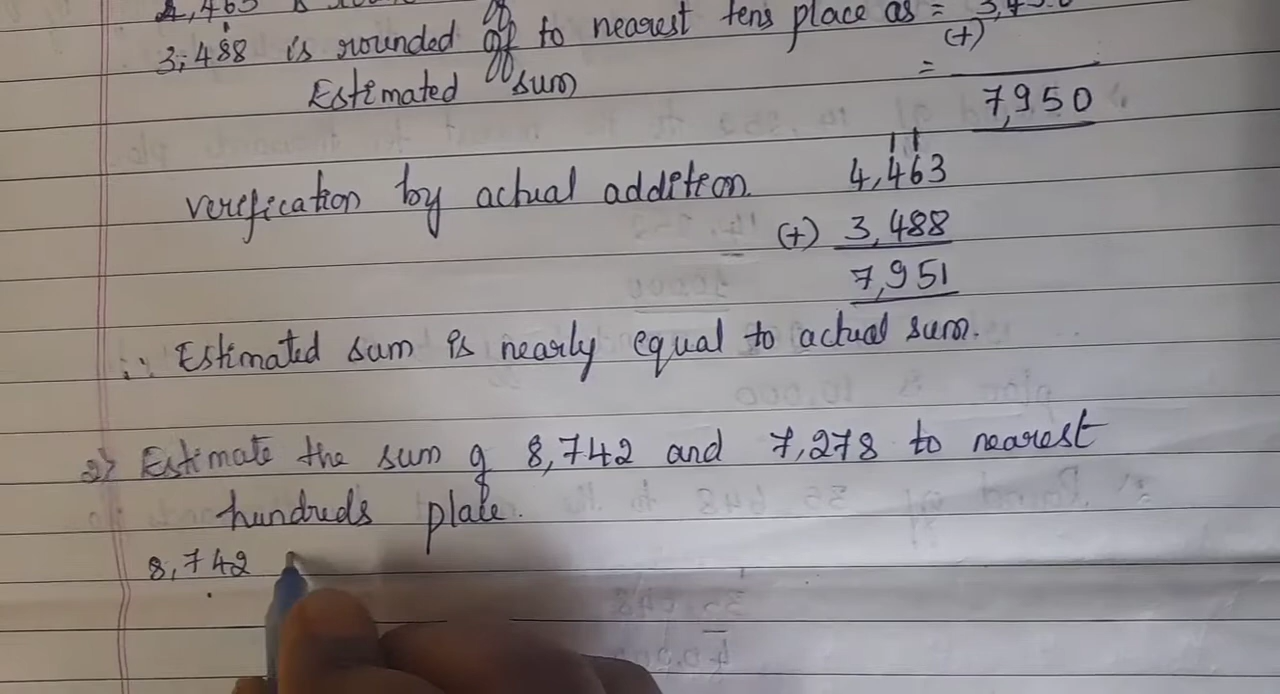 3,488 is rounded off to nearest tens place as =
(+)
Estimated sum =
7,950
verification by actual addition 4,463
(+) 3,488
7,951
∴ Estimated sum is nearly equal to actual sum.
2) Estimate the sum of 8,742 and 7,278 to nearest
hundreds place.
8,742